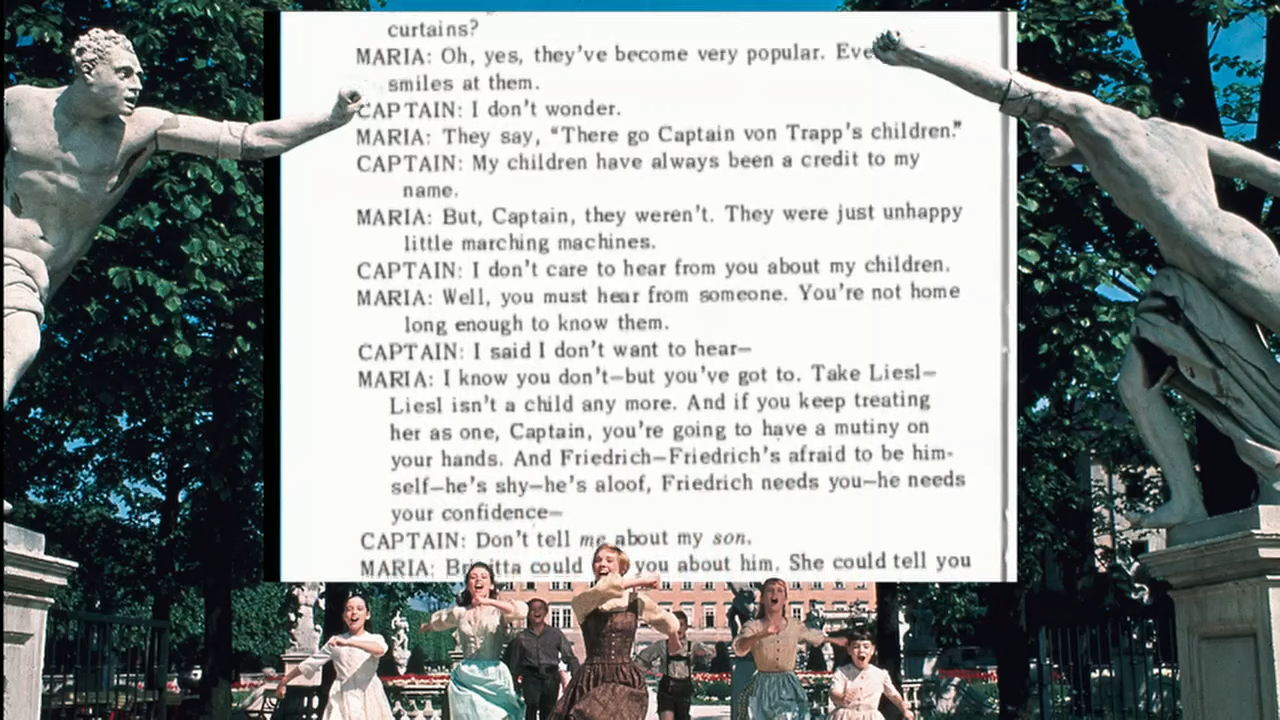 curtains?
MARIA: Oh, yes, they've become very popular. Eve
smiles at them.
CAPTAIN: I don't wonder.
MARIA: They say, "There go Captain von Trapp's children."
CAPTAIN: My children have always been a credit to my
name.
MARIA: But, Captain, they weren't. They were just unhappy
little marching machines.
CAPTAIN: I don't care to hear from you about my children.
MARIA: Well, you must hear from someone. You're not home
long enough to know them.
CAPTAIN: I said I don't want to hear—
MARIA: I know you don't—but you've got to. Take Liesl—
Liesl isn't a child any more. And if you keep treating
her as one, Captain, you're going to have a mutiny on
your hands. And Friedrich—Friedrich's afraid to be him-
self—he's shy—he's aloof, Friedrich needs you—he needs
your confidence—
CAPTAIN: Don't tell me about my son.
MARIA: could you about him. She could tell you